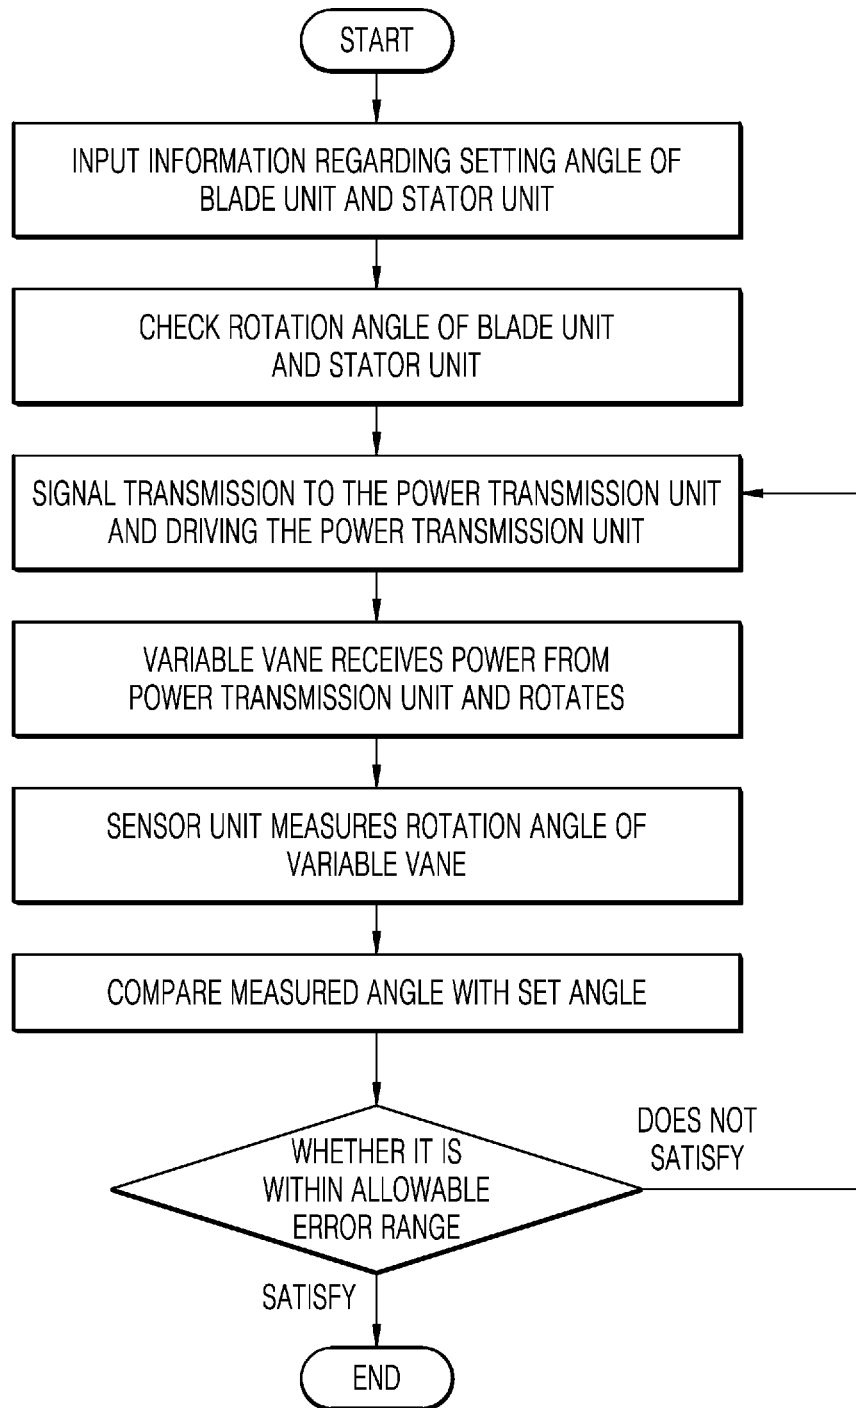 START
INPUT INFORMATION REGARDING SETTING ANGLE OF
BLADE UNIT AND STATOR UNIT
CHECK ROTATION ANGLE OF BLADE UNIT
AND STATOR UNIT
SIGNAL TRANSMISSION TO THE POWER TRANSMISSION UNIT
AND DRIVING THE POWER TRANSMISSION UNIT
VARIABLE VANE RECEIVES POWER FROM
POWER TRANSMISSION UNIT AND ROTATES
SENSOR UNIT MEASURES ROTATION ANGLE OF
VARIABLE VANE
COMPARE MEASURED ANGLE WITH SET ANGLE
WHETHER IT IS
WITHIN ALLOWABLE
ERROR RANGE
DOES NOT
SATISFY
SATISFY
END